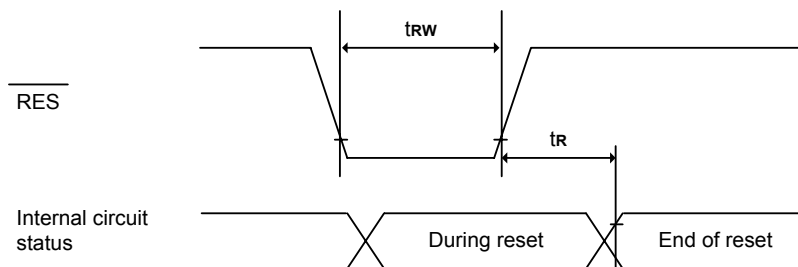 tRW
RES
tR
Internal circuit
status
During reset
End of reset